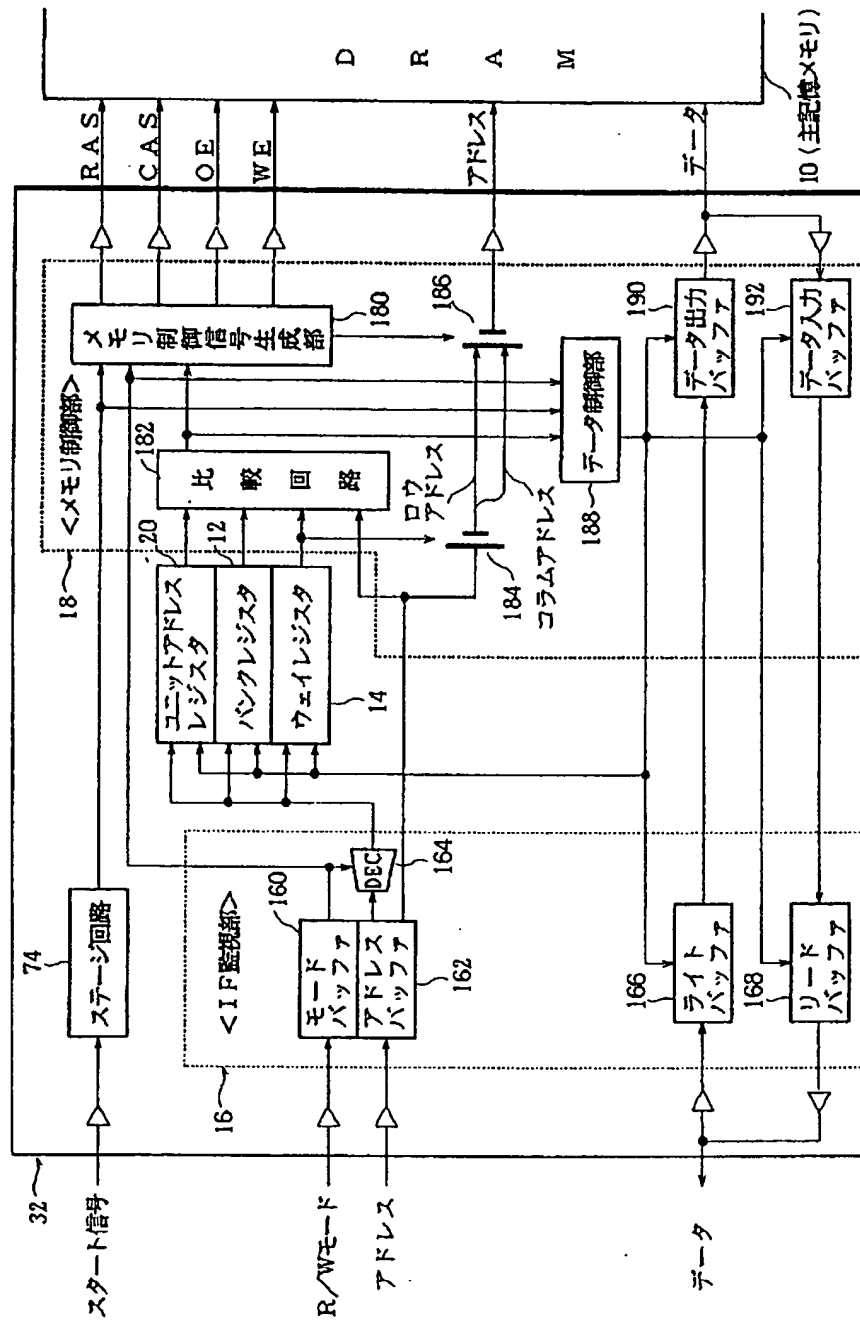 スタート信号
R/Wモード
アドレス
データ
32
74
ステージ回路
16
<IF監視部>
160
モード
バッファ
アドレス
バッファ
162
DEC
164
166
ライト
バッファ
168
リード
バッファ
18
<メモリ制御部>
20
ユニットアドレス
レジスタ
12
バンクレジスタ
ウェイレジスタ
14
182
比較回路
メモリ制御信号生成部
180
ロウ
アドレス
コラムアドレス
184
186
データ制御部
188
190
データ出力
バッファ
192
データ入力
バッファ
RAS
CAS
OE
WE
アドレス
データ
DRAM
10(主記憶メモリ)